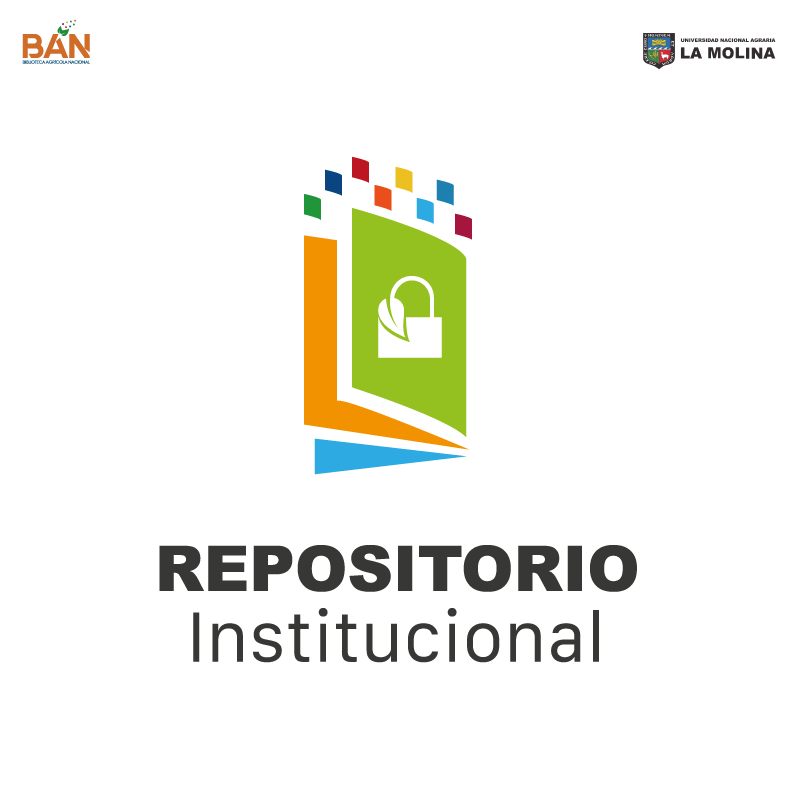 BAN
BIBLIOTECA AGRÍCOLA NACIONAL
UNIVERSIDAD NACIONAL AGRARIA
LA MOLINA
REPOSITORIO
Institucional